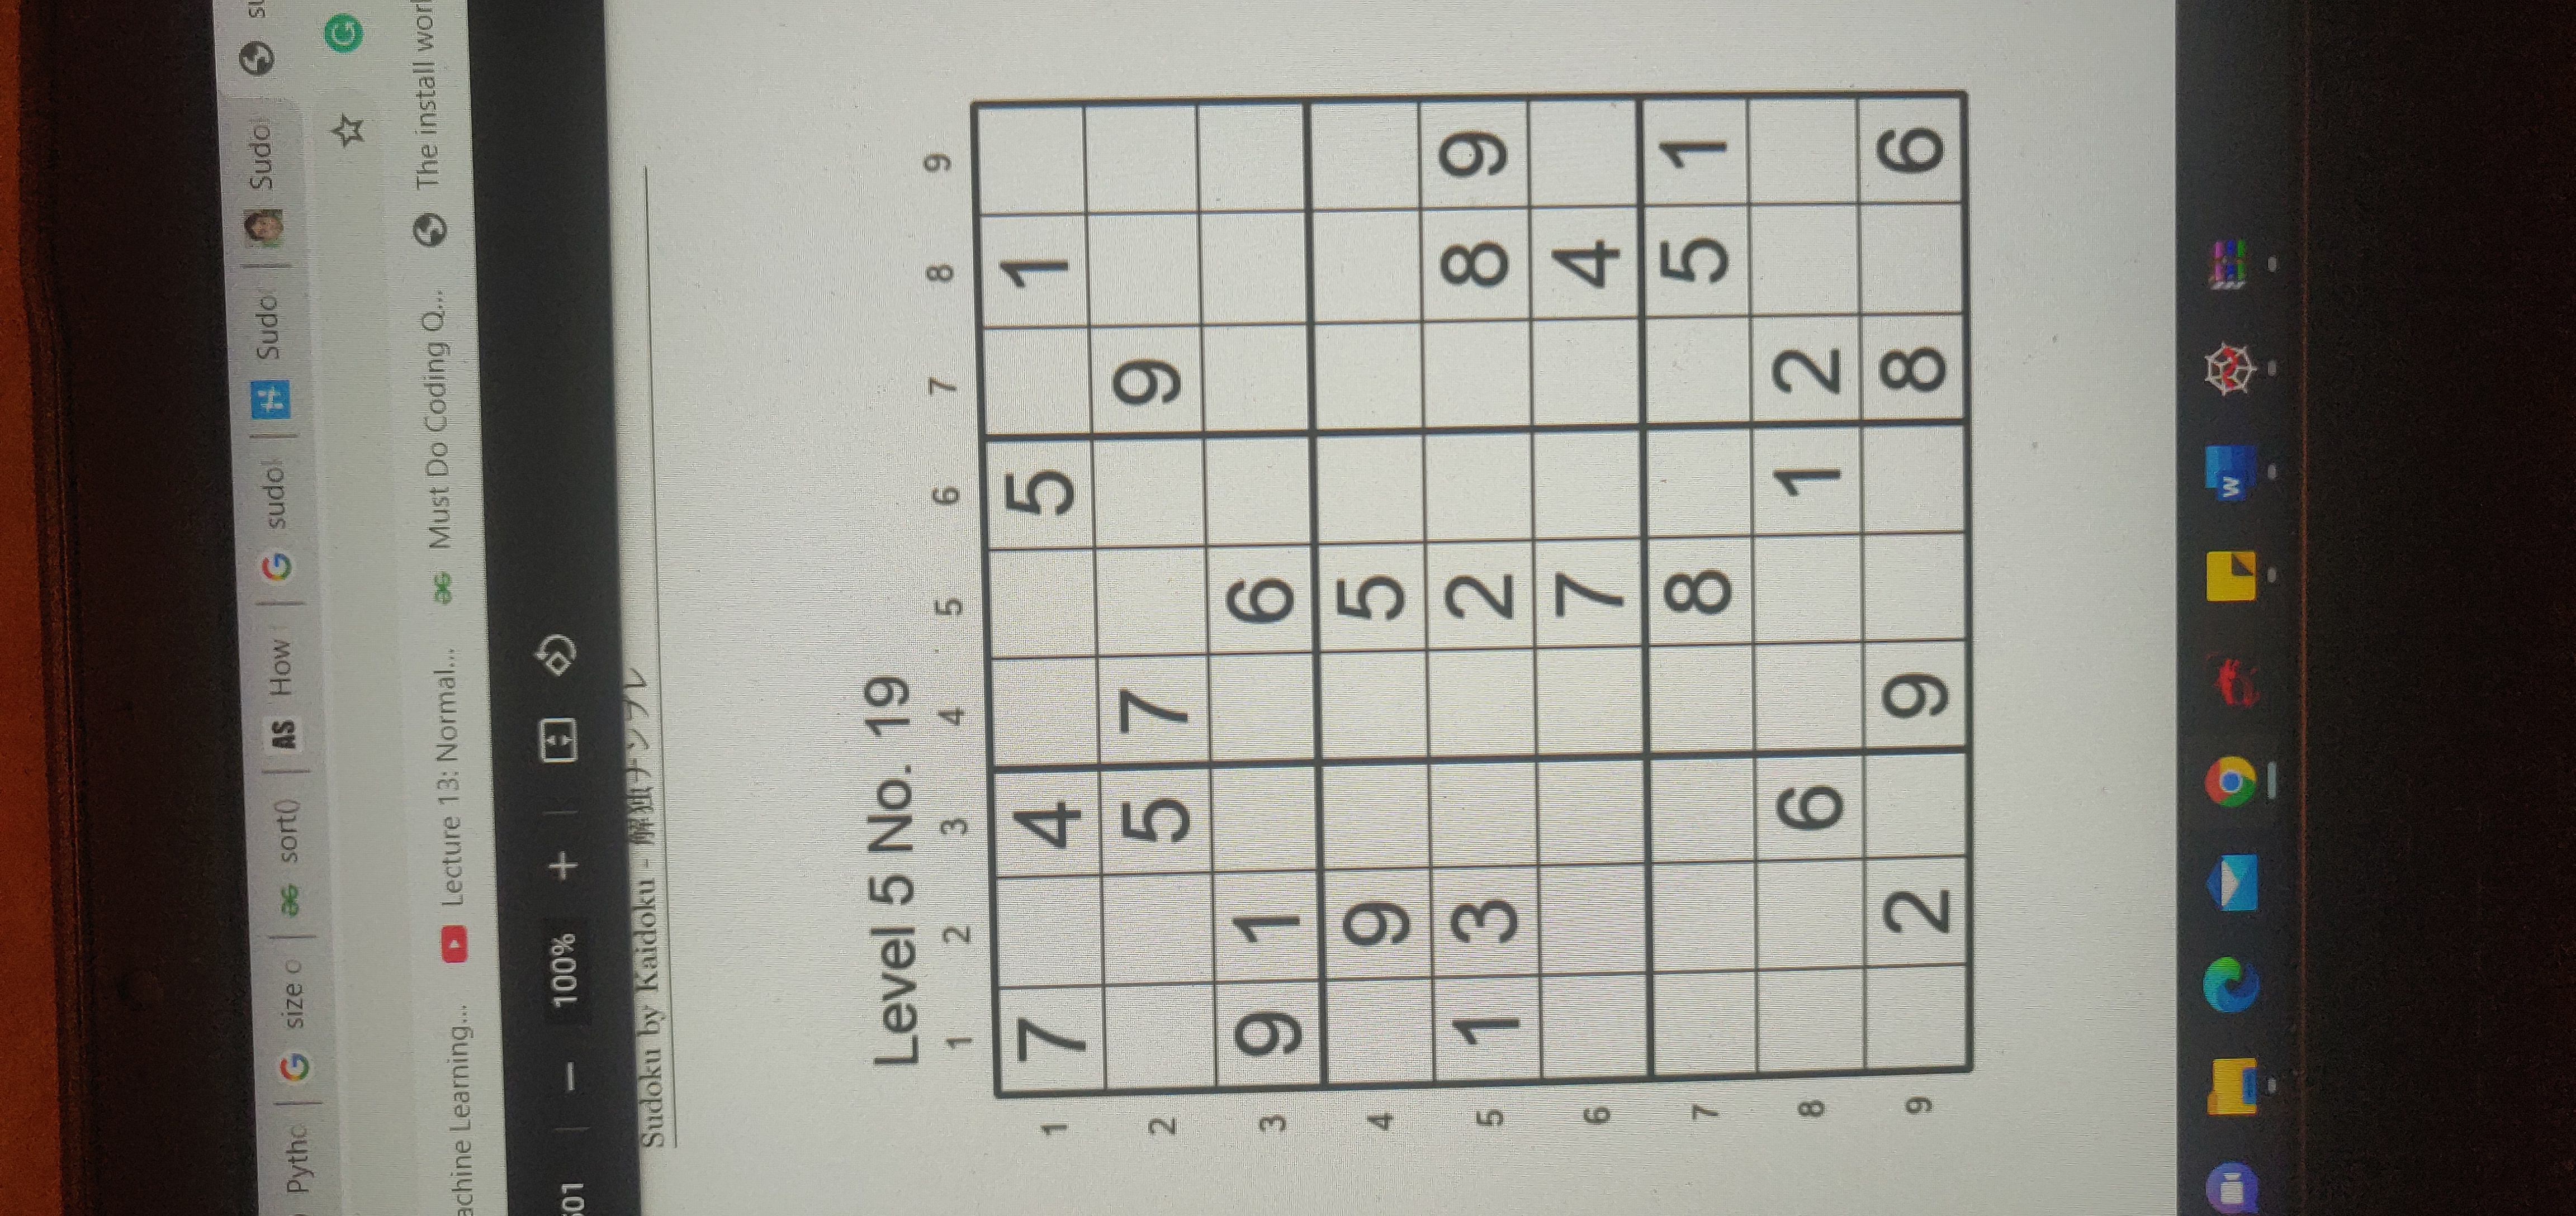 Pytho size o sort() AS How sudo Sudo Sudo su
achine Learning... Lecture 13: Normal... Must Do Coding Q... The install wor
501 − 100% +
Sudoku by Kaidoku - 解独ナンプレ
Level 5 No. 19
1 2 3 4 5 6 7 8 9
1 7 4 5 1
2 5 7 9
3 9 1 6
4 9 5
5 1 3 2 8 9
6 7 4
7 8 5 1
8 6 1 2
9 2 9 8 6